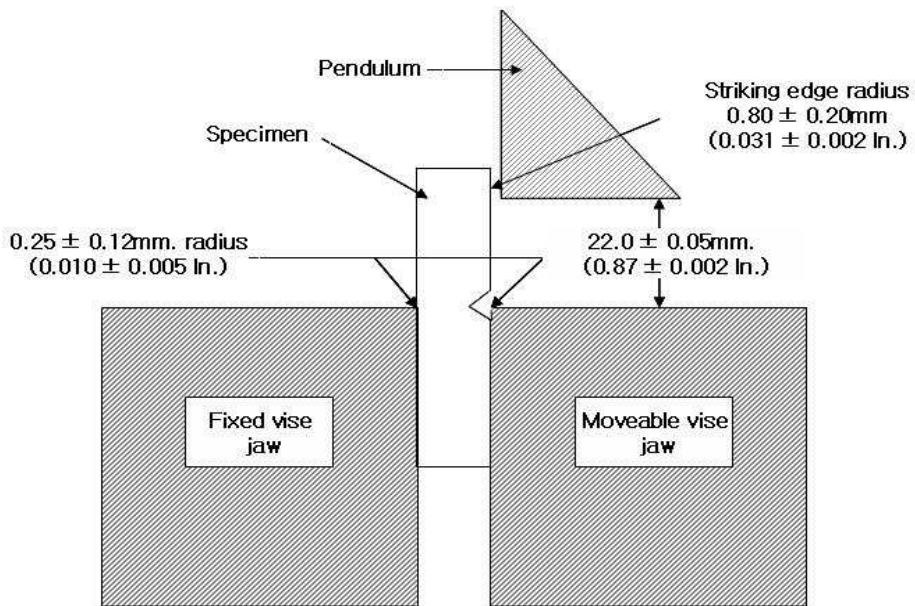 Pendulum
Striking edge radius
0.80 ± 0.20mm
(0.031 ± 0.002 In.)
Specimen
0.25 ± 0.12mm. radius
(0.010 ± 0.005 In.)
22.0 ± 0.05mm.
(0.87 ± 0.002 In.)
Fixed vise
jaw
Moveable vise
jaw